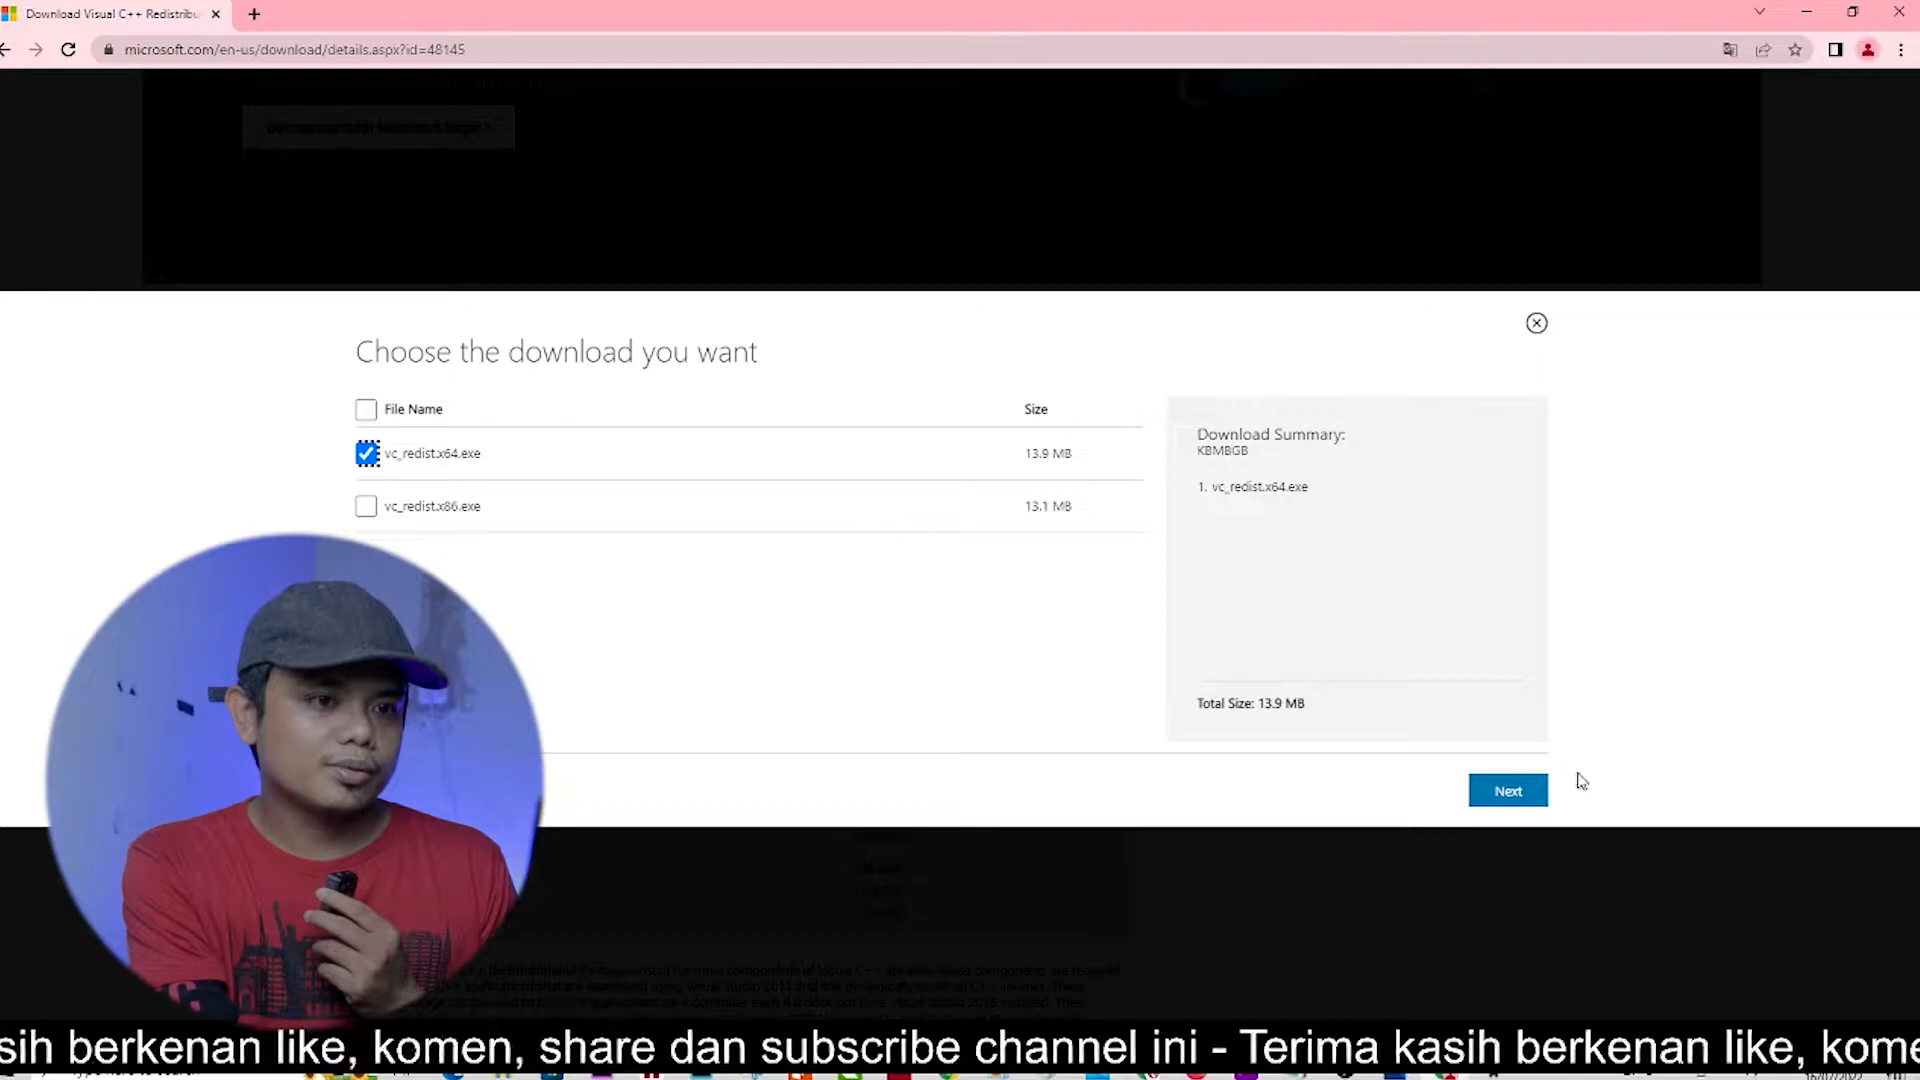 Download Visual C++ Redistribu
microsoft.com/en-us/download/details.aspx?id=48145
Choose the download you want
File Name
Size
vc_redist.x64.exe
13.9 MB
vc_redist.x86.exe
13.1 MB
Download Summary:
KBMBGB
1. vc_redist.x64.exe
Total Size: 13.9 MB
Next
sih berkenan like, komen, share dan subscribe channel ini - Terima kasih berkenan like, kome